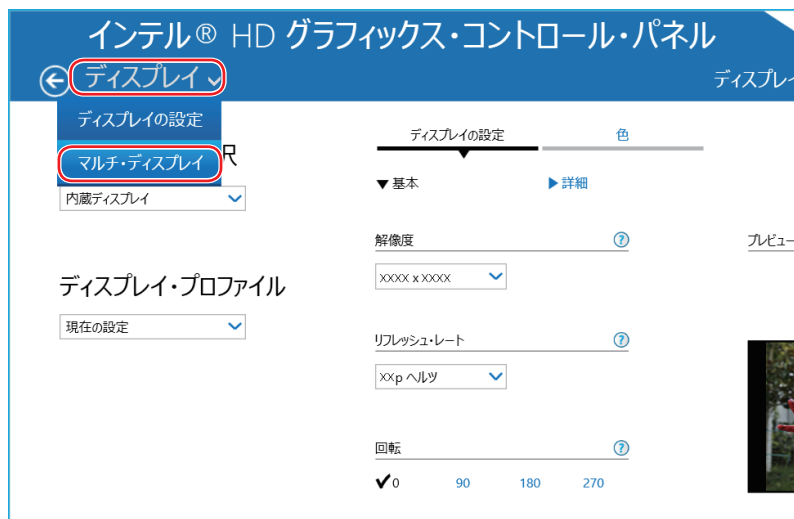 インテル® HD グラフィックス・コントロール・パネル
ディスプレイ
ディスプレイ
ディスプレイの設定
マルチ・ディスプレイ
択
内蔵ディスプレイ
ディスプレイ・プロファイル
現在の設定
ディスプレイの設定
色
▼基本
▶詳細
解像度
?
XXXX x XXXX
リフレッシュ・レート
?
XXp ヘルツ
回転
?
✔0
90
180
270
プレビュー